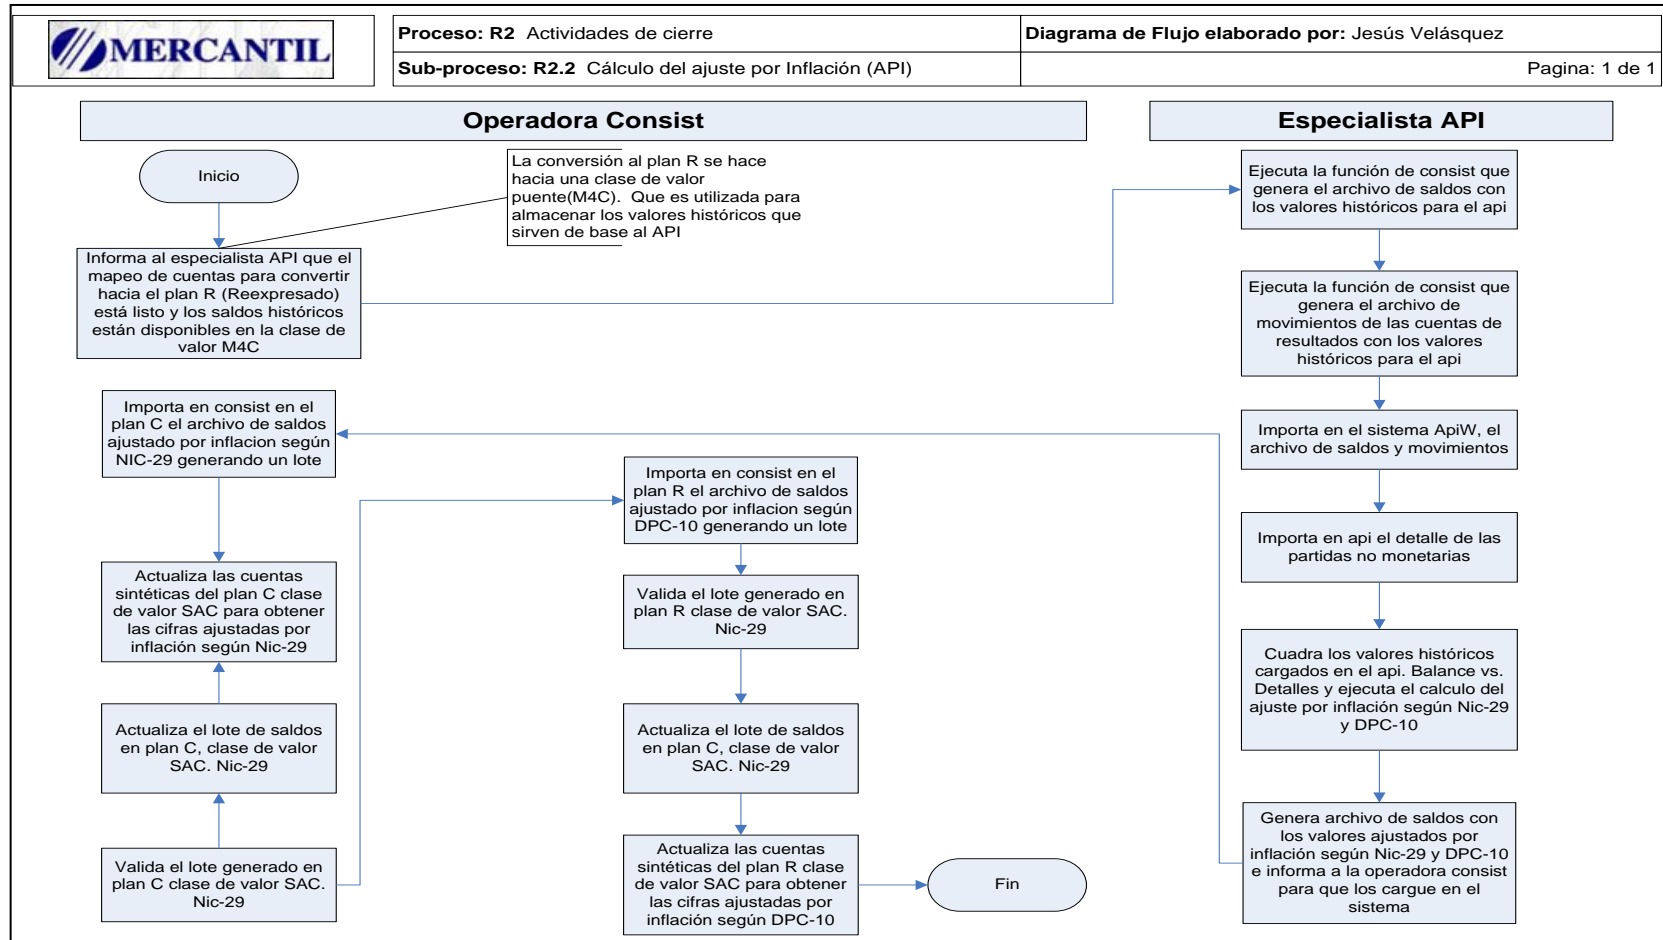 MERCANTIL
Proceso: R2 Actividades de cierre
Diagrama de Flujo elaborado por: Jesús Velásquez
Sub-proceso: R2.2 Cálculo del ajuste por Inflación (API)
Pagina: 1 de 1
Operadora Consist
Especialista API
Inicio
La conversión al plan R se hace
hacia una clase de valor
puente(M4C). Que es utilizada para
almacenar los valores históricos que
sirven de base al API
Informa al especialista API que el
mapeo de cuentas para convertir
hacia el plan R (Reexpresado)
está listo y los saldos históricos
están disponibles en la clase de
valor M4C
Ejecuta la función de consist que
genera el archivo de saldos con
los valores históricos para el api
Ejecuta la función de consist que
genera el archivo de
movimientos de las cuentas de
resultados con los valores
históricos para el api
Importa en el sistema ApiW, el
archivo de saldos y movimientos
Importa en api el detalle de las
partidas no monetarias
Cuadra los valores históricos
cargados en el api. Balance vs.
Detalles y ejecuta el calculo del
ajuste por inflación según Nic-29
y DPC-10
Genera archivo de saldos con
los valores ajustados por
inflación según Nic-29 y DPC-10
e informa a la operadora consist
para que los cargue en el
sistema
Importa en consist en el
plan C el archivo de saldos
ajustado por inflacion según
NIC-29 generando un lote
Actualiza las cuentas
sintéticas del plan C clase
de valor SAC para obtener
las cifras ajustadas por
inflación según Nic-29
Actualiza el lote de saldos
en plan C, clase de valor
SAC. Nic-29
Valida el lote generado en
plan C clase de valor SAC.
Nic-29
Importa en consist en el
plan R el archivo de saldos
ajustado por inflacion según
DPC-10 generando un lote
Valida el lote generado en
plan R clase de valor SAC.
Nic-29
Actualiza el lote de saldos
en plan C, clase de valor
SAC. Nic-29
Actualiza las cuentas
sintéticas del plan R clase
de valor SAC para obtener
las cifras ajustadas por
inflación según DPC-10
Fin